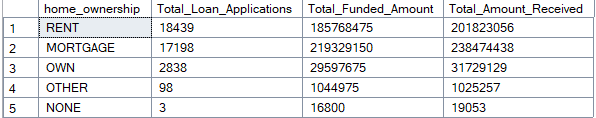 home_ownership Total_Loan_Applications Total_Funded_Amount Total_Amount_Received
1 RENT 18439 185768475 201823056
2 MORTGAGE 17198 219329150 238474438
3 OWN 2838 29597675 31729129
4 OTHER 98 1044975 1025257
5 NONE 3 16800 19053